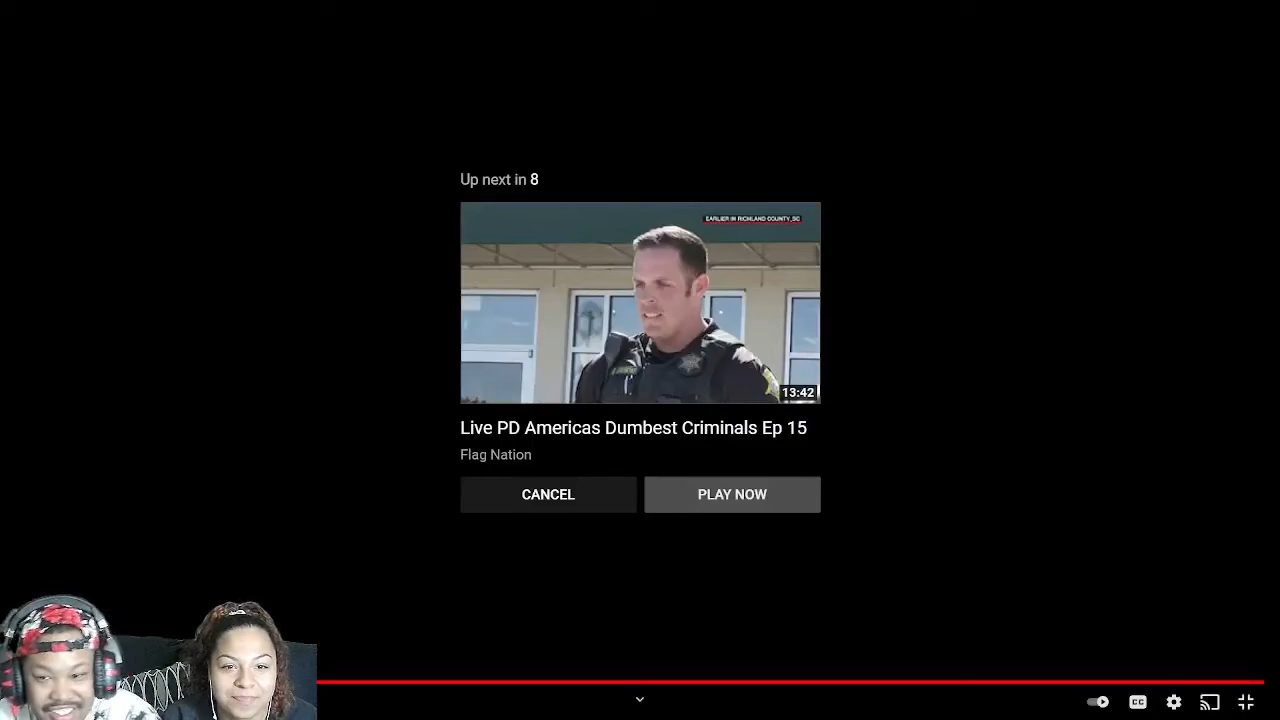 Up next in 8
EARLIER IN RICHLAND COUNTY, SC
13:42
Live PD Americas Dumbest Criminals Ep 15
Flag Nation
CANCEL
PLAY NOW
CC